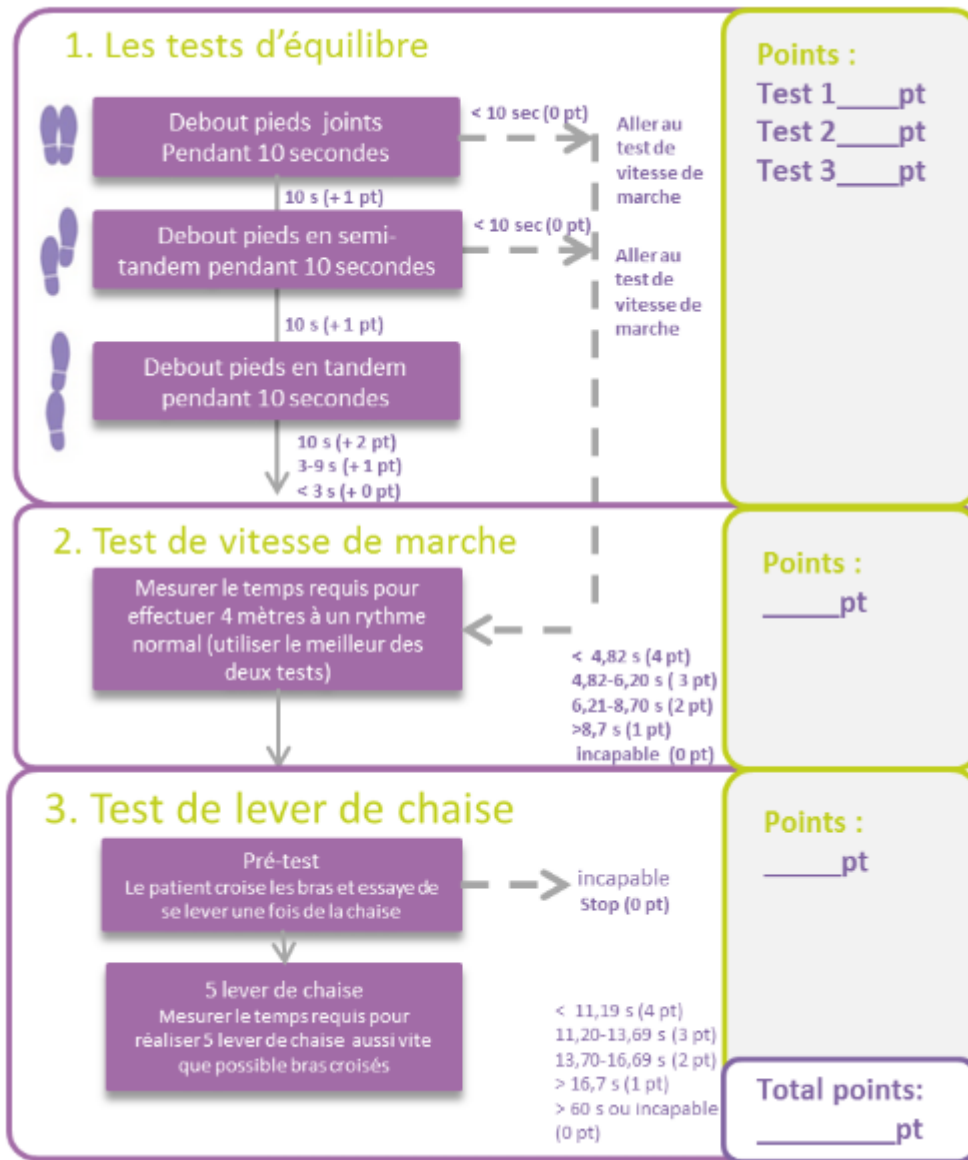 1. Les tests d'équilibre
Points :
Test 1____pt
Test 2____pt
Test 3____pt
Debout pieds joints
Pendant 10 secondes
< 10 sec (0 pt)
Aller au
test de
vitesse de
marche
10 s (+1 pt)
Debout pieds en semi-
tandem pendant 10 secondes
< 10 sec (0 pt)
Aller au
test de
vitesse de
marche
10 s (+1 pt)
Debout pieds en tandem
pendant 10 secondes
10 s (+ 2 pt)
3-9 s (+ 1 pt)
< 3 s (+ 0 pt)
2. Test de vitesse de marche
Points :
_____pt
Mesurer le temps requis pour
effectuer 4 mètres à un rythme
normal (utiliser le meilleur des
deux tests)
< 4,82 s (4 pt)
4,82-6,20 s ( 3 pt)
6,21-8,70 s (2 pt)
>8,7 s (1 pt)
incapable (0 pt)
3. Test de lever de chaise
Points :
_____pt
Pré-test
Le patient croise les bras et essaye de
se lever une fois de la chaise
incapable
Stop (0 pt)
5 lever de chaise
Mesurer le temps requis pour
réaliser 5 lever de chaise aussi vite
que possible bras croisés
< 11,19 s (4 pt)
11,20-13,69 s (3 pt)
13,70-16,69 s (2 pt)
> 16,7 s (1 pt)
> 60 s ou incapable
(0 pt)
Total points:
_________pt